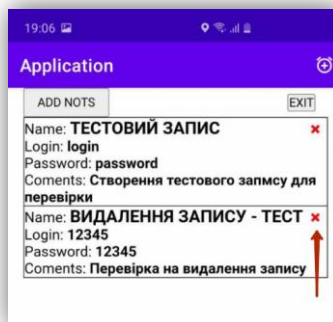 19:06
Application
ADD NOTS EXIT
Name: ТЕСТОВИЙ ЗАПИС
Login: login
Password: password
Coments: Створення тестового запмсу для
перевірки
Name: ВИДАЛЕННЯ ЗАПИСУ - ТЕСТ
Login: 12345
Password: 12345
Coments: Перевірка на видалення запису